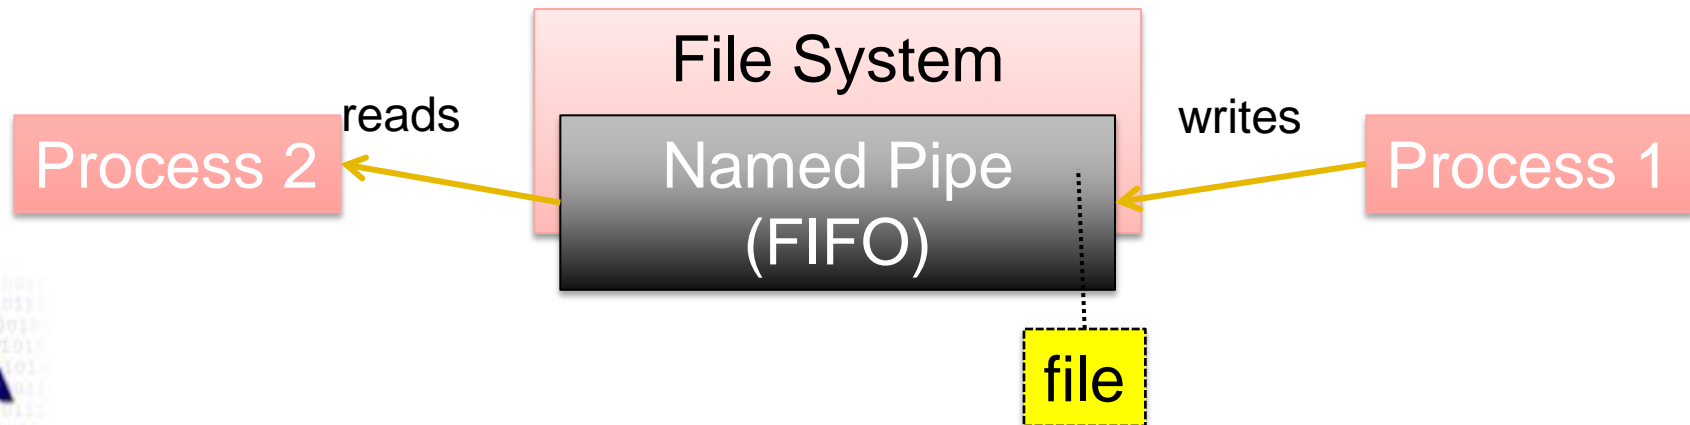 File System
reads
writes
Process 2
Named Pipe
(FIFO)
Process 1
file